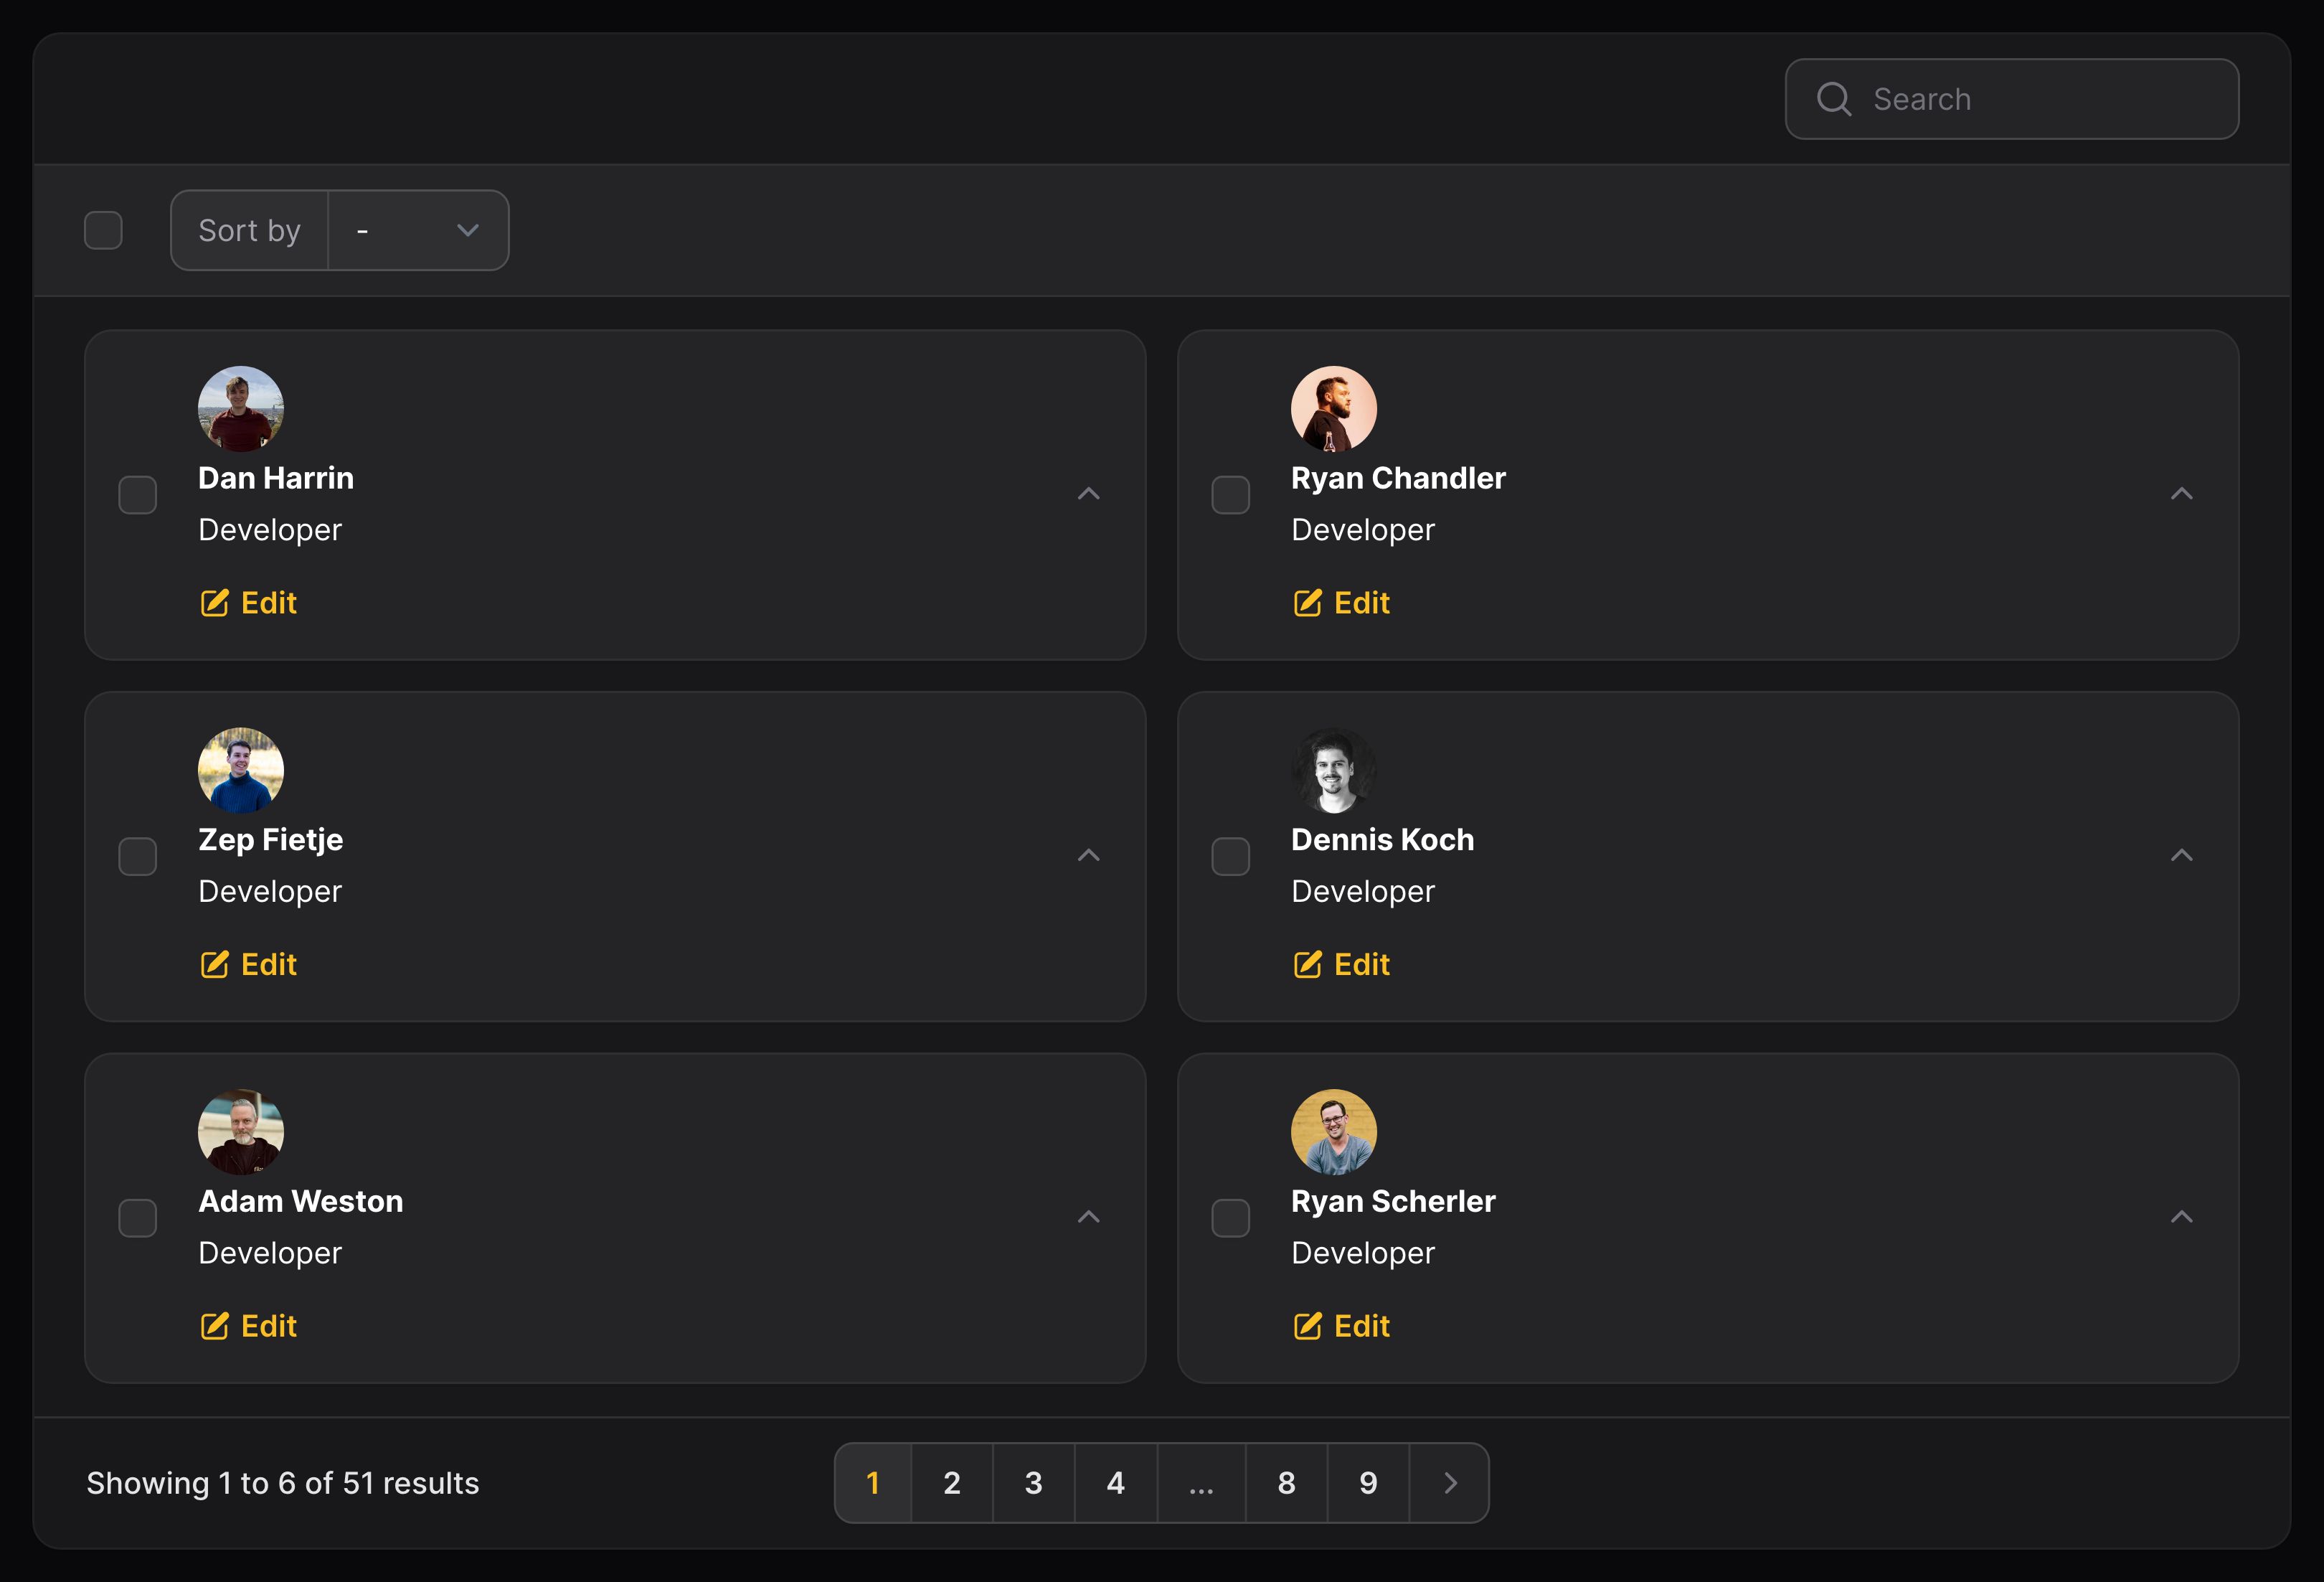 Search
Sort by -
Dan Harrin
Developer
Edit
Ryan Chandler
Developer
Edit
Zep Fietje
Developer
Edit
Dennis Koch
Developer
Edit
Adam Weston
Developer
Edit
Ryan Scherler
Developer
Edit
Showing 1 to 6 of 51 results
1 2 3 4 ... 8 9